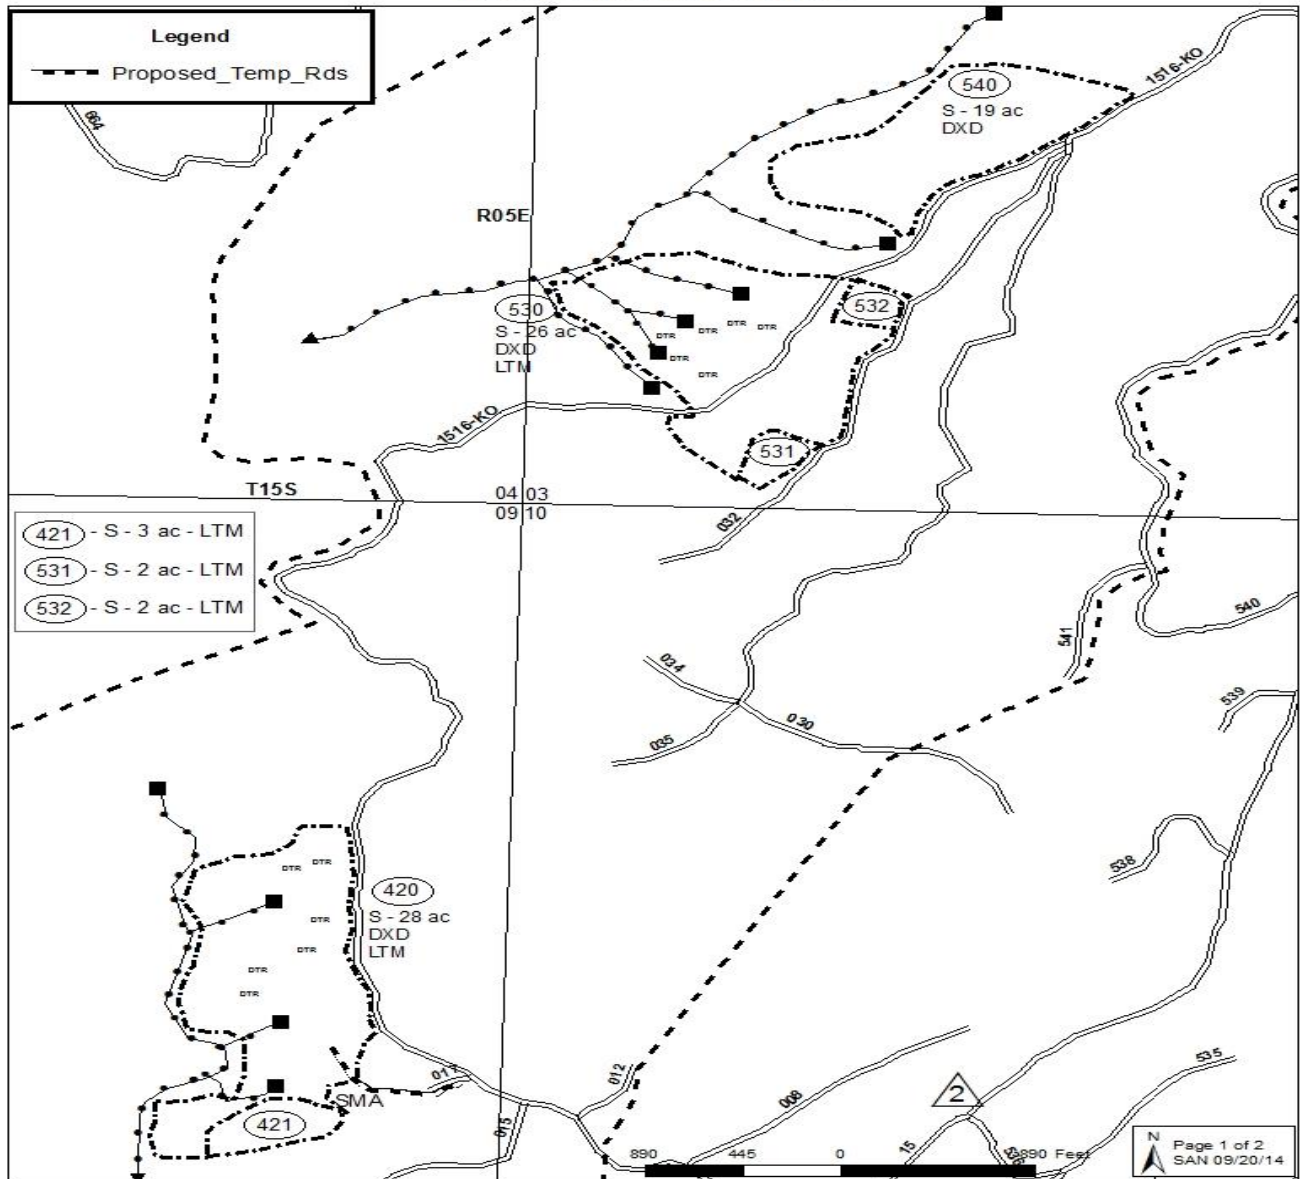 Legend
Proposed_Temp_Rds
664
1516-KO
540
S - 19 ac
DXD
R05E
530
S - 26 ac
DXD
LTM
532
DTR
DTR
DTR
DTR
DTR
DTR
1516-KO
531
T15S
04 03
09 10
032
421 - S - 3 ac - LTM
531 - S - 2 ac - LTM
532 - S - 2 ac - LTM
540
541
034
539
030
035
538
DTR
DTR
420
S - 28 ac
DXD
LTM
DTR
DTR
DTR
DTR
535
012
2
008
SMA
421
015
15
890 445 0 890 Feet
N
Page 1 of 2
SAN 09/20/14